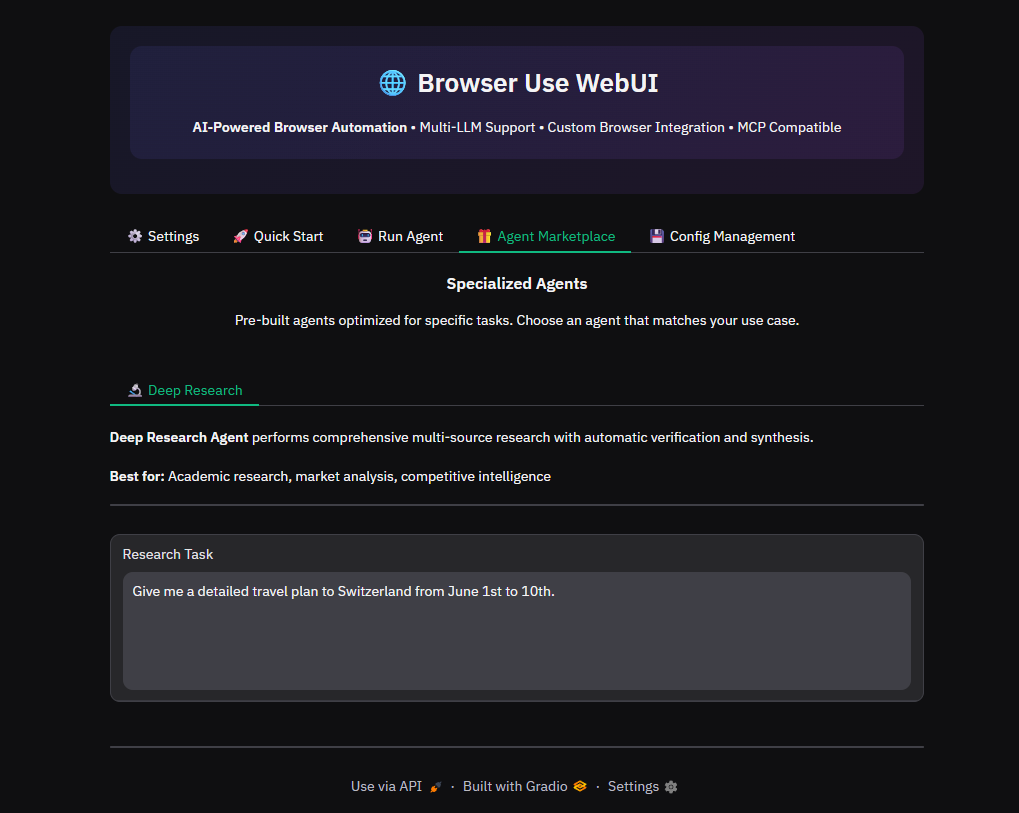 Browser Use WebUI
AI-Powered Browser Automation • Multi-LLM Support • Custom Browser Integration • MCP Compatible
Settings
Quick Start
Run Agent
Agent Marketplace
Config Management
Specialized Agents
Pre-built agents optimized for specific tasks. Choose an agent that matches your use case.
Deep Research
Deep Research Agent performs comprehensive multi-source research with automatic verification and synthesis.
Best for: Academic research, market analysis, competitive intelligence
Research Task
Give me a detailed travel plan to Switzerland from June 1st to 10th.
Use via API · Built with Gradio · Settings